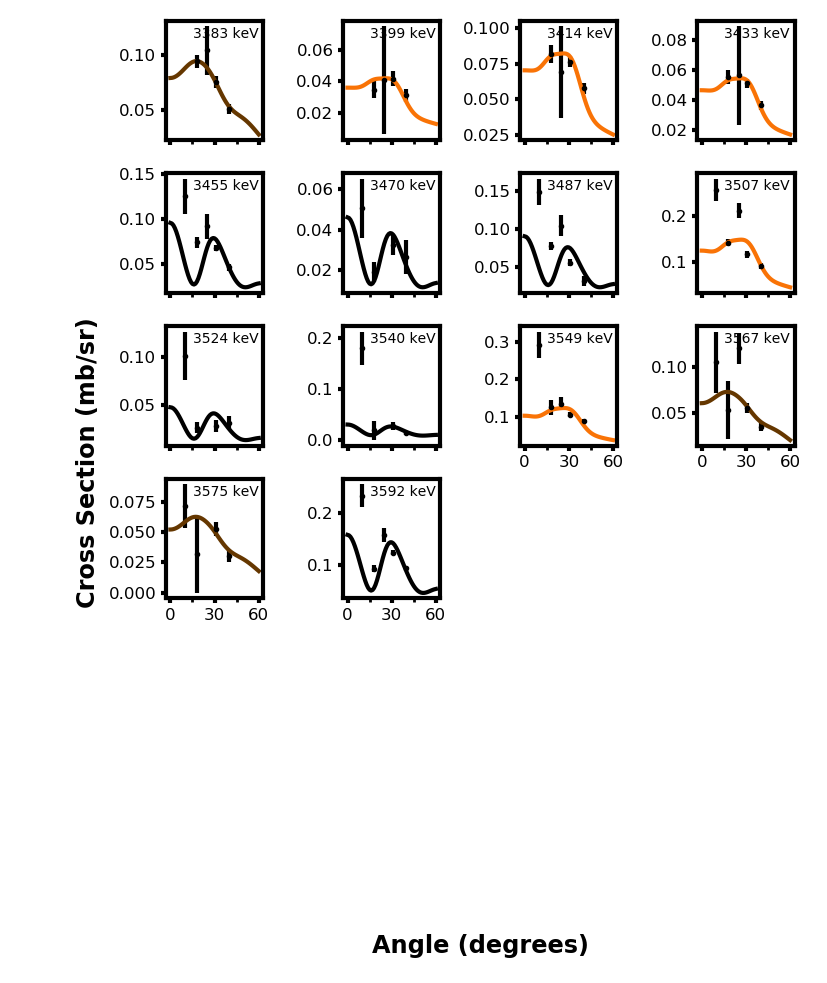 3383 keV
0.10
0.05
3399 keV
0.06
0.04
0.02
3414 keV
0.100
0.075
0.050
0.025
3433 keV
0.08
0.06
0.04
0.02
3455 keV
0.15
0.10
0.05
3470 keV
0.06
0.04
0.02
3487 keV
0.15
0.10
0.05
3507 keV
0.2
0.1
3524 keV
0.10
0.05
3540 keV
0.2
0.1
0.0
3549 keV
0.3
0.2
0.1
0 30 60
3567 keV
0.10
0.05
0 30 60
3575 keV
0.075
0.050
0.025
0.000
0 30 60
3592 keV
0.2
0.1
0 30 60
Cross Section (mb/sr)
Angle (degrees)